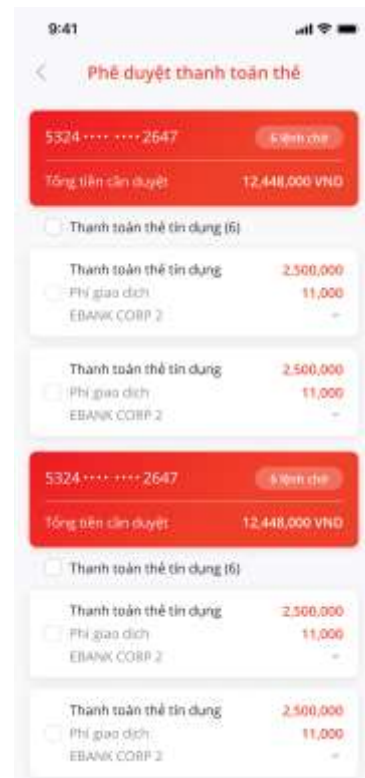 9:41
Phê duyệt thanh toán thẻ
5324 •••• •••• 2647 6 lệnh chờ
Tổng tiền cần duyệt 12,448,000 VND
Thanh toán thẻ tín dụng (6)
Thanh toán thẻ tín dụng 2,500,000
Phí giao dịch 11,000
EBANK CORP 2
Thanh toán thẻ tín dụng 2,500,000
Phí giao dịch 11,000
EBANK CORP 2
5324 •••• •••• 2647 6 lệnh chờ
Tổng tiền cần duyệt 12,448,000 VND
Thanh toán thẻ tín dụng (6)
Thanh toán thẻ tín dụng 2,500,000
Phí giao dịch 11,000
EBANK CORP 2
Thanh toán thẻ tín dụng 2,500,000
Phí giao dịch 11,000
EBANK CORP 2